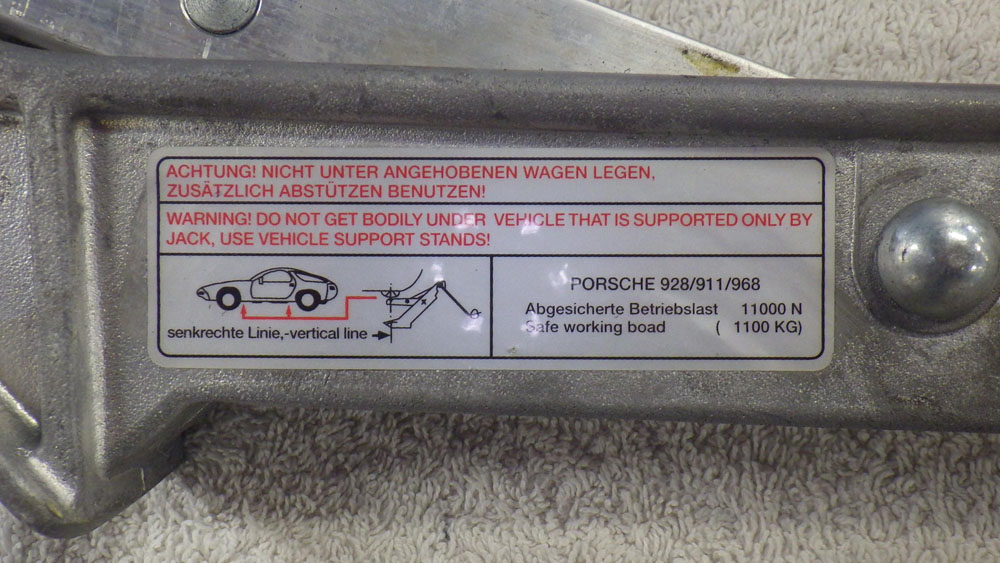 ACHTUNG! NICHT UNTER ANGEHOBENEN WAGEN LEGEN,
ZUSÄTZLICH ABSTÜTZEN BENUTZEN!
WARNING! DO NOT GET BODILY UNDER VEHICLE THAT IS SUPPORTED ONLY BY
JACK, USE VEHICLE SUPPORT STANDS!
senkrechte Linie,-vertical line
PORSCHE 928/911/968
Abgesicherte Betriebslast 11000 N
Safe working boad ( 1100 KG)